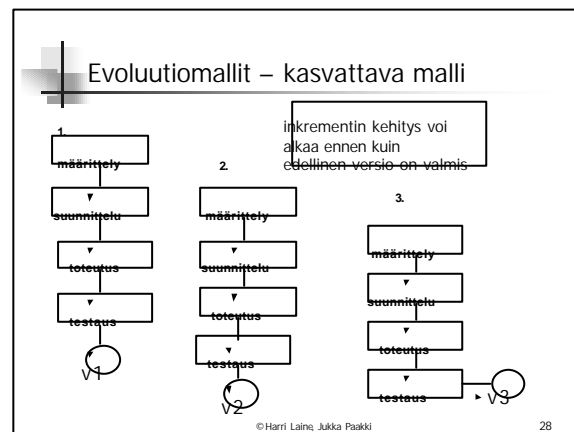 Evoluutiomallit – kasvattava malli
inkrementin kehitys voi
alkaa ennen kuin
edellinen versio on valmis
1.
määrittely
suunnittelu
toteutus
testaus
v1
2.
määrittely
suunnittelu
toteutus
testaus
v2
3.
määrittely
suunnittelu
toteutus
testaus
v3
© Harri Laine, Jukka Paakki
28